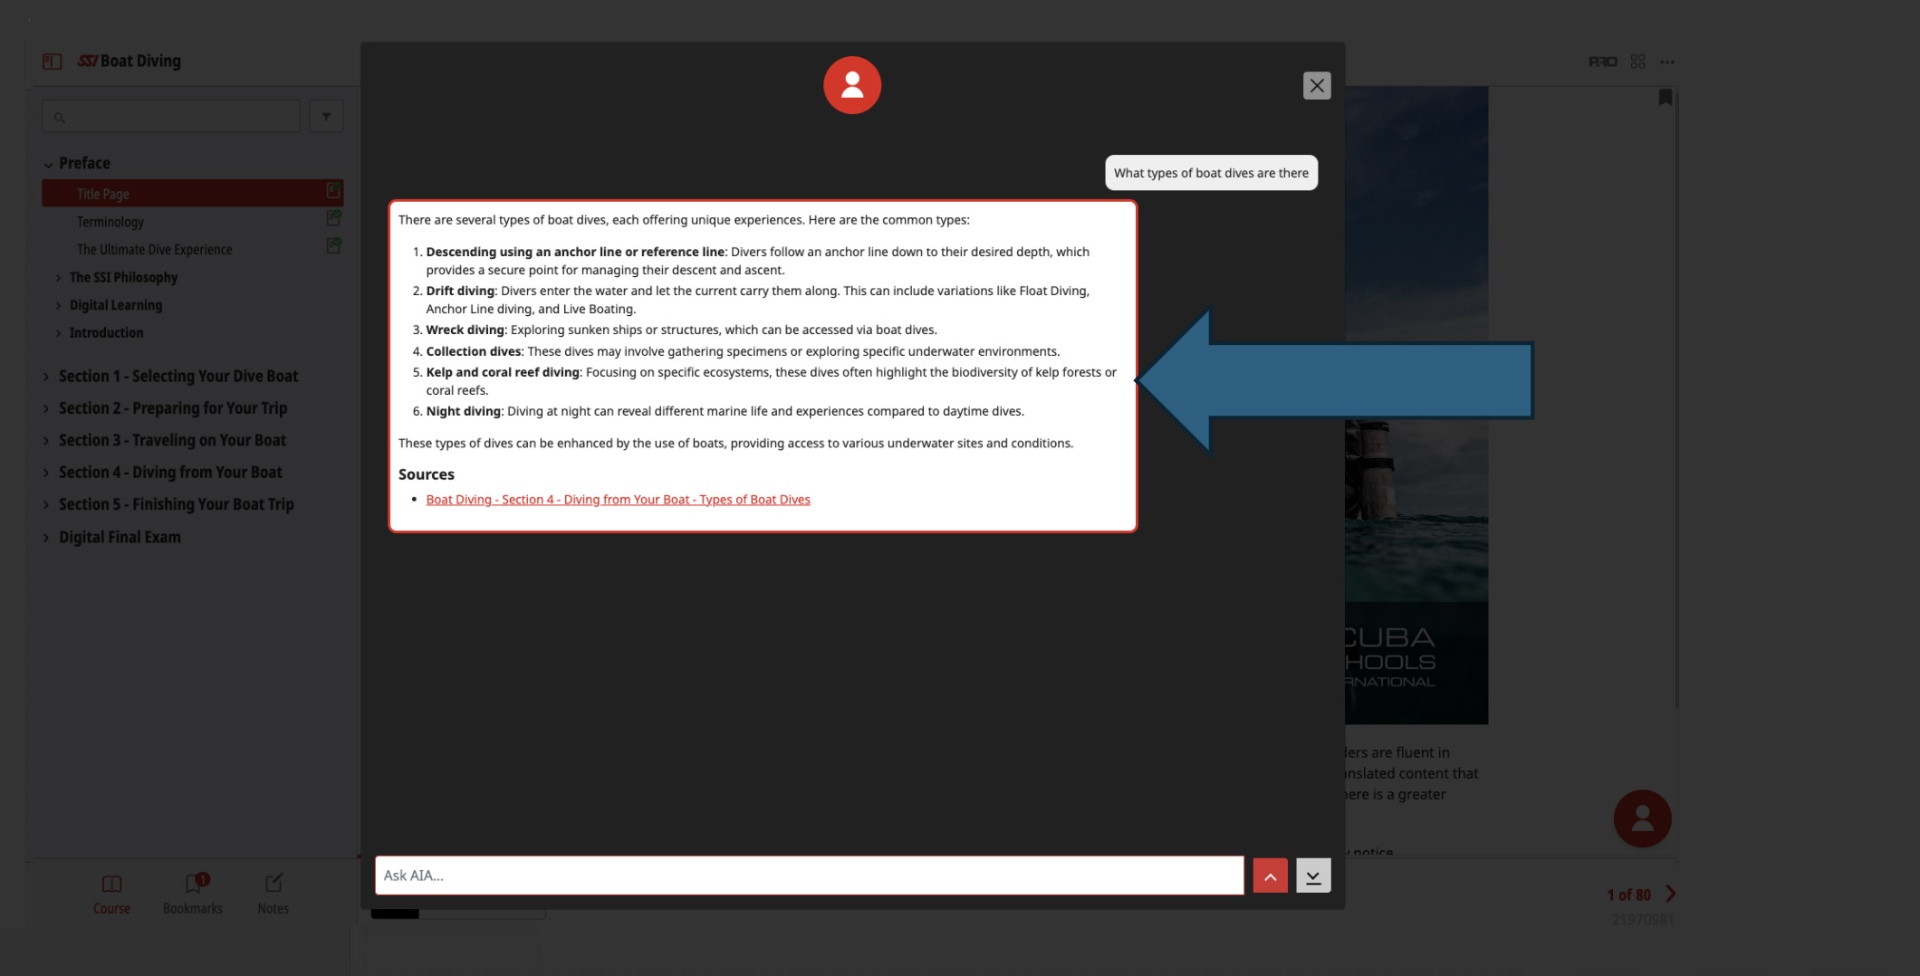 SSI Boat Diving
PRO
Preface
Title Page
Terminology
The Ultimate Dive Experience
The SSI Philosophy
Digital Learning
Introduction
Section 1 - Selecting Your Dive Boat
Section 2 - Preparing for Your Trip
Section 3 - Traveling on Your Boat
Section 4 - Diving from Your Boat
Section 5 - Finishing Your Boat Trip
Digital Final Exam
What types of boat dives are there
There are several types of boat dives, each offering unique experiences. Here are the common types:
1. Descending using an anchor line or reference line: Divers follow an anchor line down to their desired depth, which
provides a secure point for managing their descent and ascent.
2. Drift diving: Divers enter the water and let the current carry them along. This can include variations like Float Diving,
Anchor Line diving, and Live Boating.
3. Wreck diving: Exploring sunken ships or structures, which can be accessed via boat dives.
4. Collection dives: These dives may involve gathering specimens or exploring specific underwater environments.
5. Kelp and coral reef diving: Focusing on specific ecosystems, these dives often highlight the biodiversity of kelp forests or
coral reefs.
6. Night diving: Diving at night can reveal different marine life and experiences compared to daytime dives.
These types of dives can be enhanced by the use of boats, providing access to various underwater sites and conditions.
Sources
• Boat Diving - Section 4 - Diving from Your Boat - Types of Boat Dives
CUBA
HOOLS
RNATIONAL
ders are fluent in
anslated content that
here is a greater
y notice
Ask AIA...
1
Course
Bookmarks
Notes
1 of 80
21970981